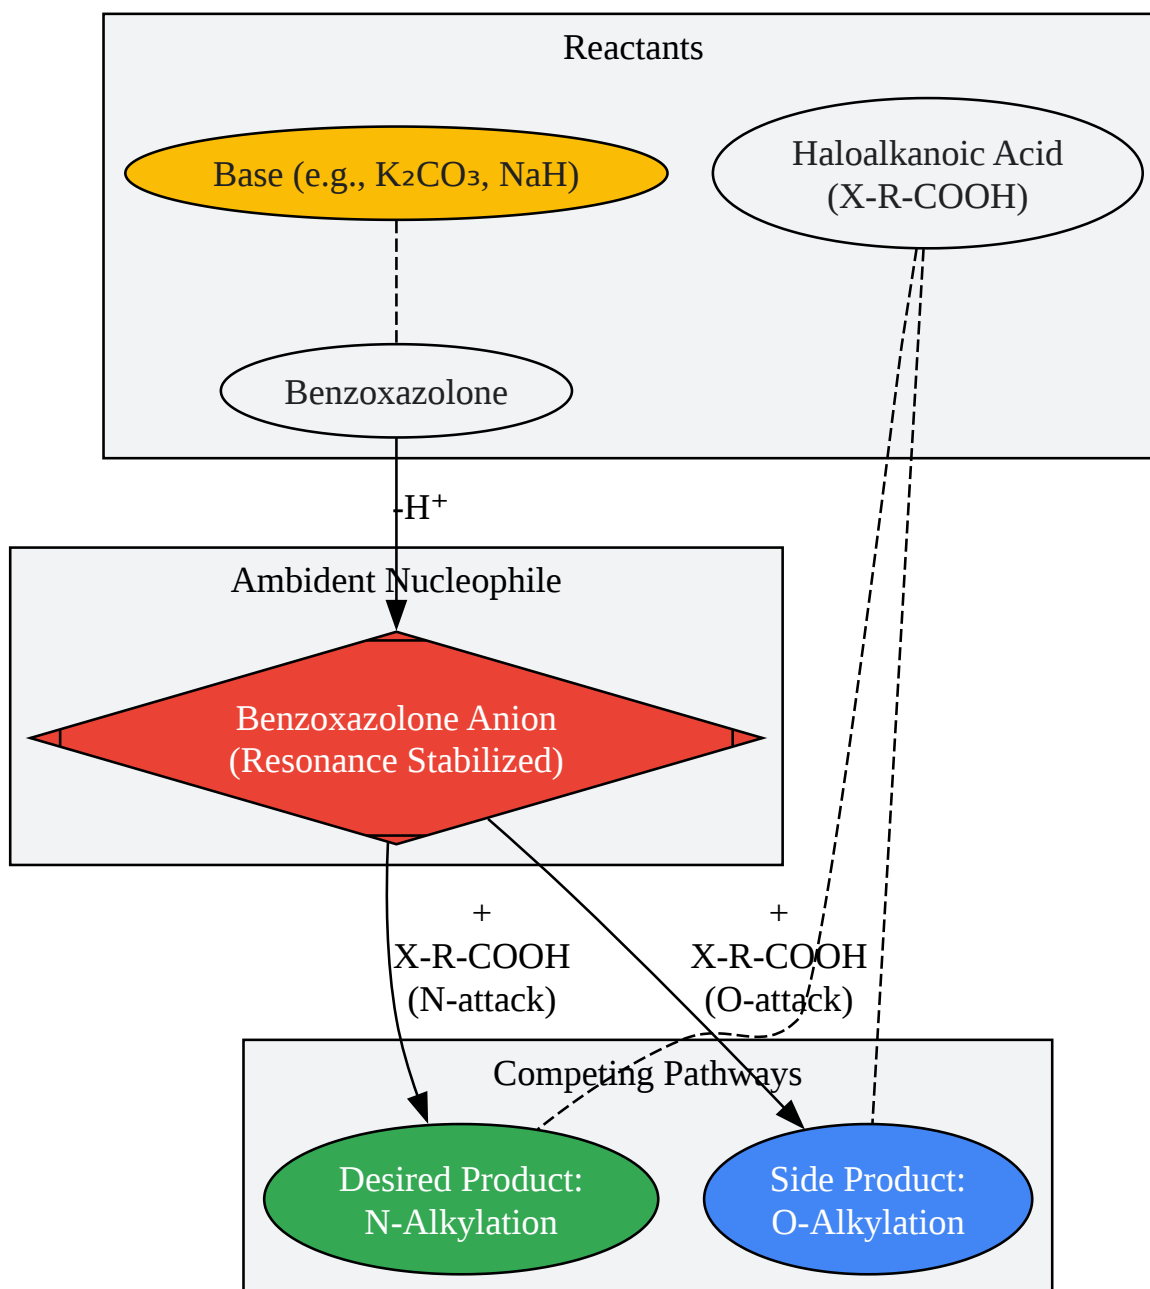 Reactants
Base (e.g., K₂CO₃, NaH)
Haloalkanoic Acid
(X-R-COOH)
Benzoxazolone
-H⁺
Ambident Nucleophile
Benzoxazolone Anion
(Resonance Stabilized)
+
X-R-COOH
(N-attack)
+
X-R-COOH
(O-attack)
Competing Pathways
Desired Product:
N-Alkylation
Side Product:
O-Alkylation